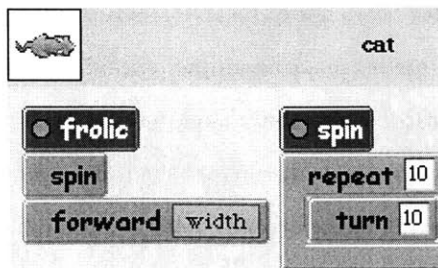 cat
frolic
spin
forward width
spin
repeat 10
turn 10